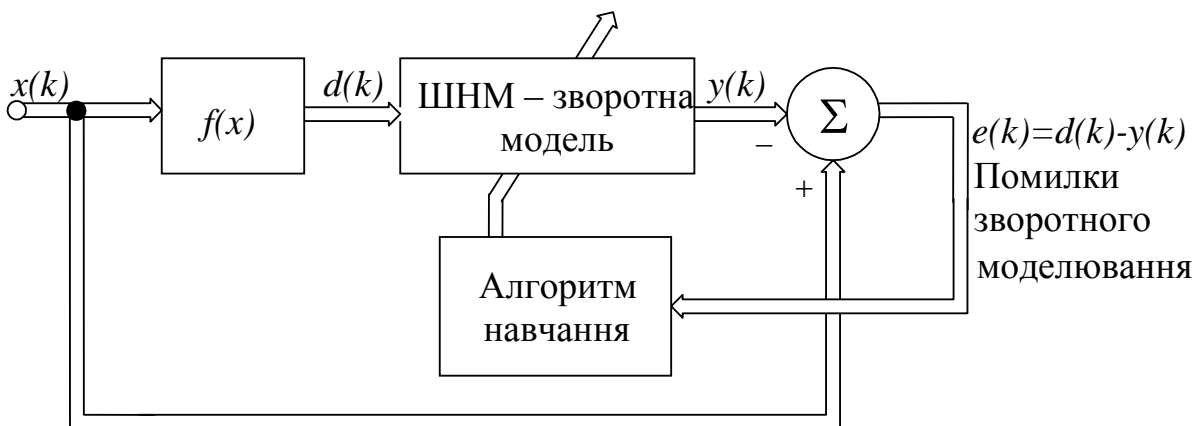 x(k)
f(x)
d(k)
ШНМ – зворотна
модель
y(k)
Σ
–
+
e(k)=d(k)-y(k)
Помилки
зворотного
моделювання
Алгоритм
навчання